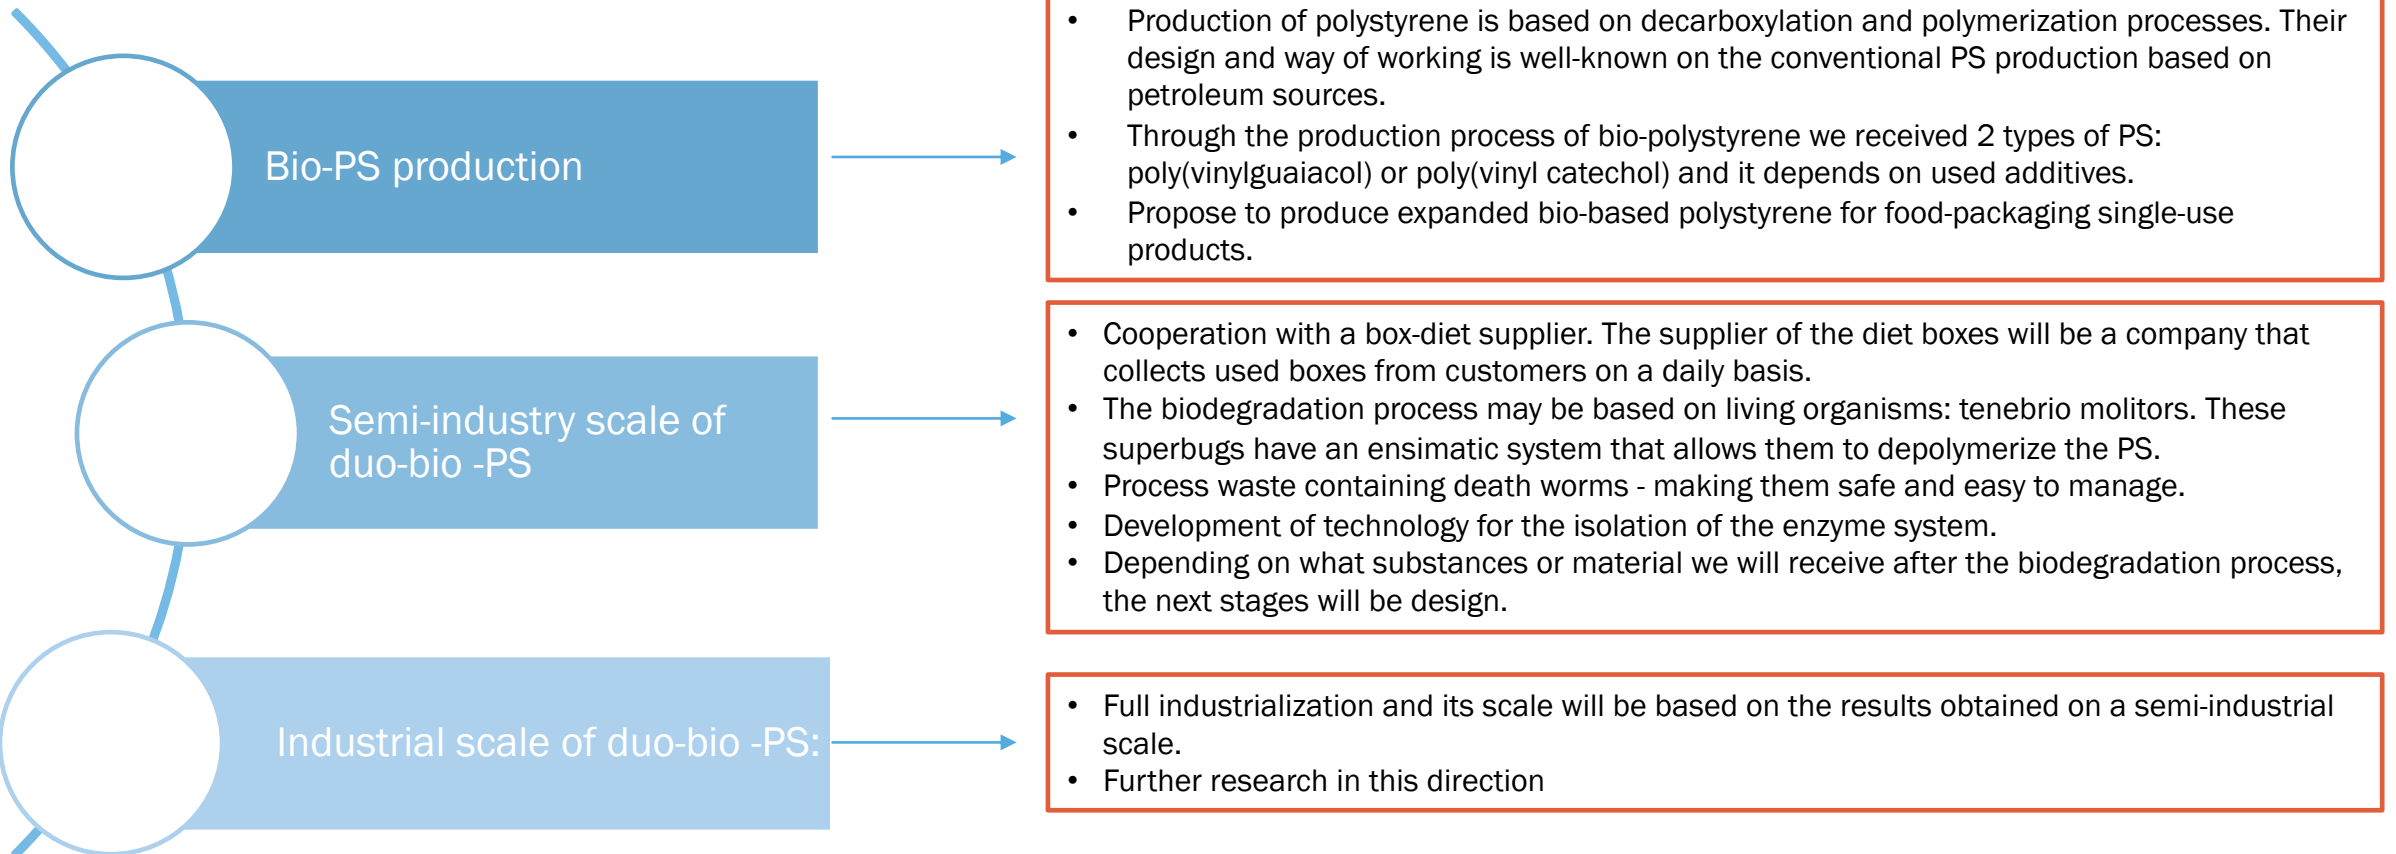 Bio-PS production
• Production of polystyrene is based on decarboxylation and polymerization processes. Their
design and way of working is well-known on the conventional PS production based on
petroleum sources.
• Through the production process of bio-polystyrene we received 2 types of PS:
poly(vinylguaiacol) or poly(vinyl catechol) and it depends on used additives.
• Propose to produce expanded bio-based polystyrene for food-packaging single-use
products.
Semi-industry scale of
duo-bio -PS
• Cooperation with a box-diet supplier. The supplier of the diet boxes will be a company that
collects used boxes from customers on a daily basis.
• The biodegradation process may be based on living organisms: tenebrio molitors. These
superbugs have an ensimatic system that allows them to depolymerize the PS.
• Process waste containing death worms - making them safe and easy to manage.
• Development of technology for the isolation of the enzyme system.
• Depending on what substances or material we will receive after the biodegradation process,
the next stages will be design.
Industrial scale of duo-bio -PS:
• Full industrialization and its scale will be based on the results obtained on a semi-industrial
scale.
• Further research in this direction